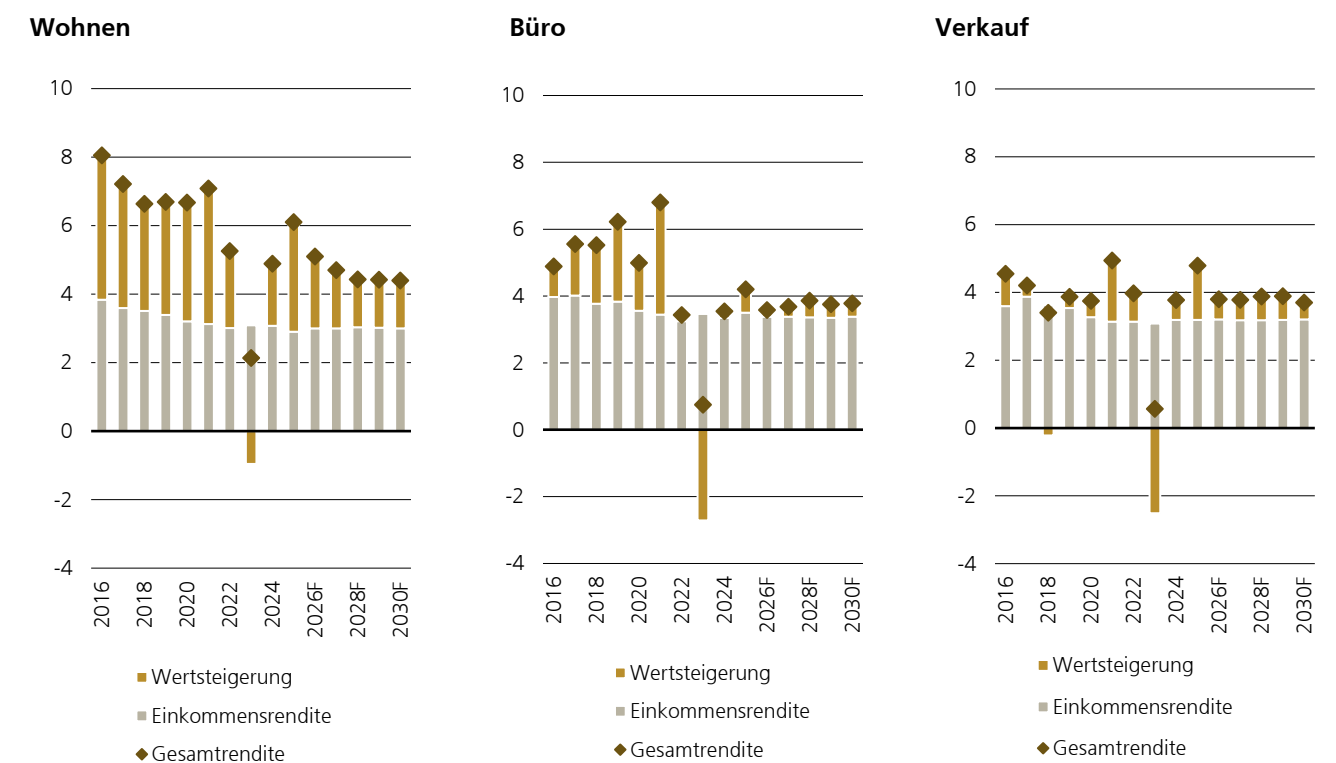 Wohnen
10
8
6
4
2
0
-2
-4
2016
2018
2020
2022
2024
2026F
2028F
2030F
Wertsteigerung
Einkommensrendite
Gesamtrendite
Büro
10
8
6
4
2
0
-2
-4
2016
2018
2020
2022
2024
2026F
2028F
2030F
Wertsteigerung
Einkommensrendite
Gesamtrendite
Verkauf
10
8
6
4
2
0
-2
-4
2016
2018
2020
2022
2024
2026F
2028F
2030F
Wertsteigerung
Einkommensrendite
Gesamtrendite